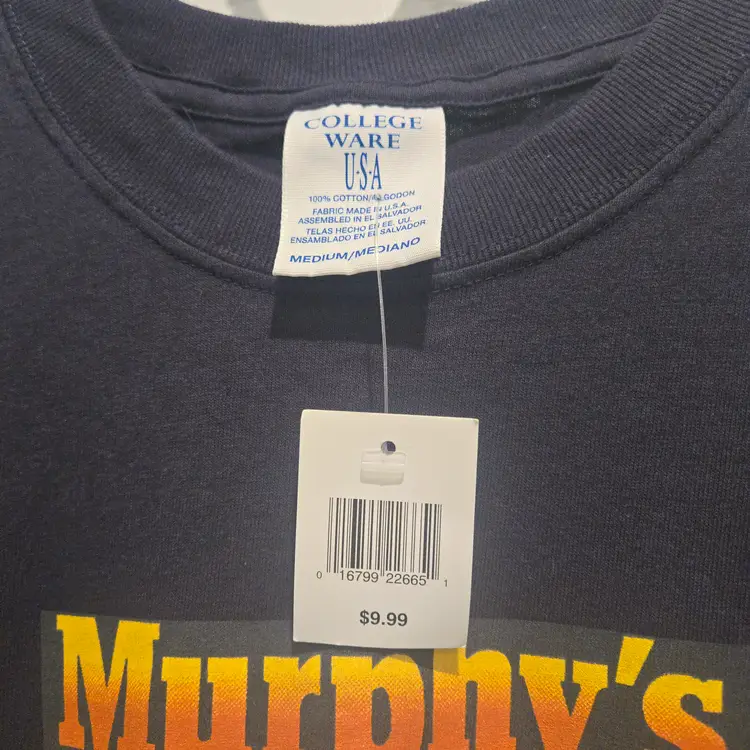 COLLEGE
WARE
U·S·A
100% COTTON/ALGODON
FABRIC MADE IN U.S.A.
ASSEMBLED IN EL SALVADOR
TELAS HECHO EN EE. UU.
ENSAMBLADO EN EL SALVADOR
MEDIUM/MEDIANO
0 16799 22665 1
$9.99
Murphy's